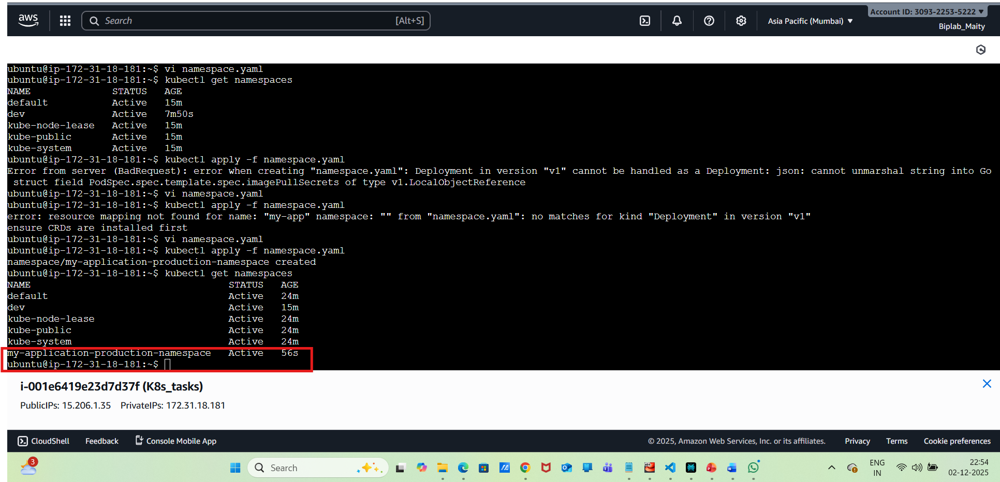 aws
Search [Alt+S]
Asia Pacific (Mumbai) ▼
Account ID: 3093-2253-5222 ▼
Biplab_Maity
ubuntu@ip-172-31-18-181:~$ vi namespace.yaml
ubuntu@ip-172-31-18-181:~$ kubectl get namespaces
NAME STATUS AGE
default Active 15m
dev Active 7m50s
kube-node-lease Active 15m
kube-public Active 15m
kube-system Active 15m
ubuntu@ip-172-31-18-181:~$ kubectl apply -f namespace.yaml
Error from server (BadRequest): error when creating "namespace.yaml": Deployment in version "v1" cannot be handled as a Deployment: json: cannot unmarshal string into Go
struct field PodSpec.spec.template.spec.imagePullSecrets of type v1.LocalObjectReference
ubuntu@ip-172-31-18-181:~$ vi namespace.yaml
ubuntu@ip-172-31-18-181:~$ kubectl apply -f namespace.yaml
error: resource mapping not found for name: "my-app" namespace: "" from "namespace.yaml": no matches for kind "Deployment" in version "v1"
ensure CRDs are installed first
ubuntu@ip-172-31-18-181:~$ vi namespace.yaml
ubuntu@ip-172-31-18-181:~$ kubectl apply -f namespace.yaml
namespace/my-application-production-namespace created
ubuntu@ip-172-31-18-181:~$ kubectl get namespaces
NAME STATUS AGE
default Active 24m
dev Active 15m
kube-node-lease Active 24m
kube-public Active 24m
kube-system Active 24m
my-application-production-namespace Active 56s
ubuntu@ip-172-31-18-181:~$
i-001e6419e23d7d37f (K8s_tasks)
PublicIPs: 15.206.1.35 PrivateIPs: 172.31.18.181
CloudShell Feedback Console Mobile App © 2025, Amazon Web Services, Inc. or its affiliates. Privacy Terms Cookie preferences
3
Search
ENG
IN
22:54
02-12-2025